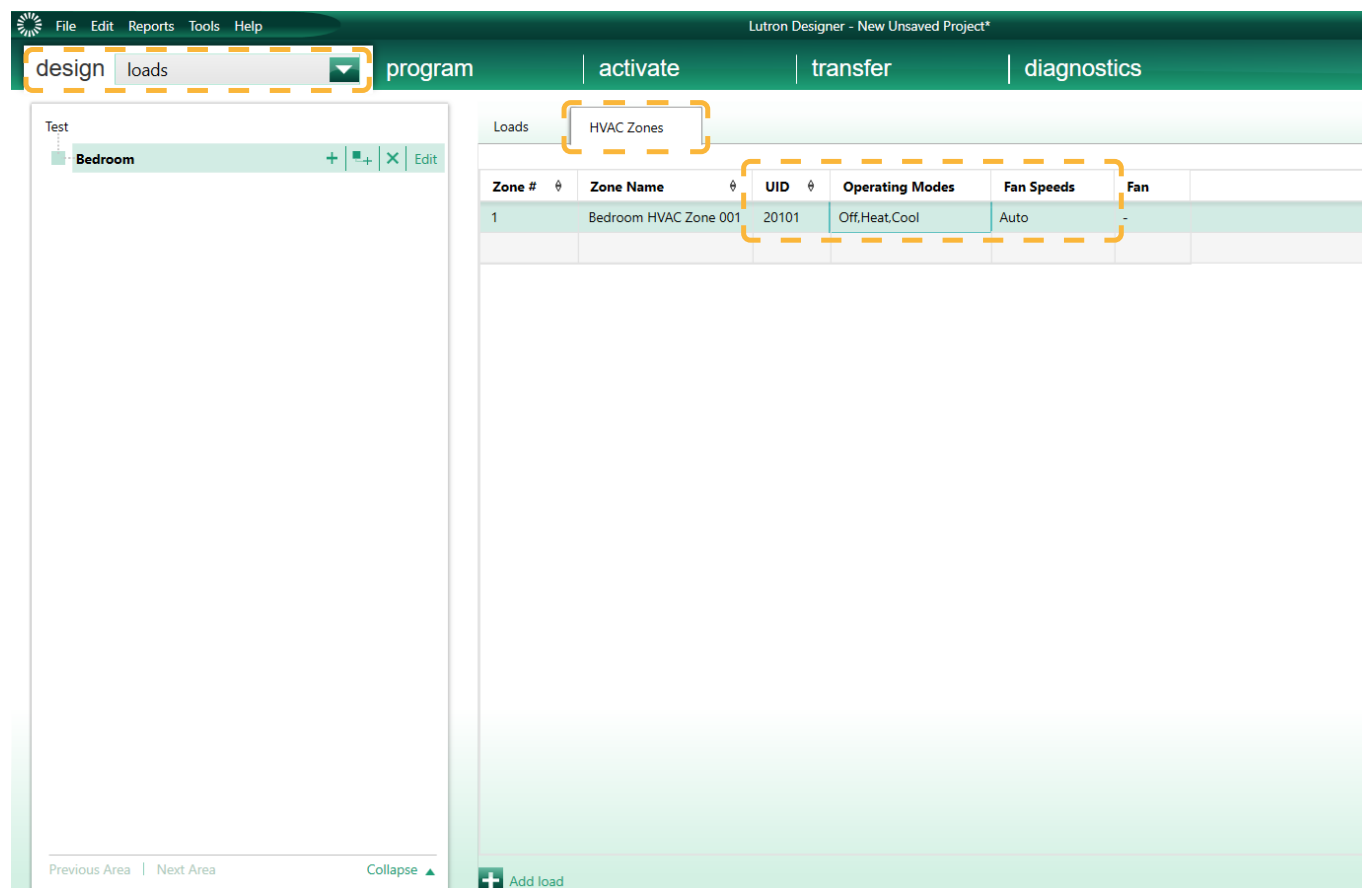 File Edit Reports Tools Help
Lutron Designer - New Unsaved Project*
design loads program activate transfer diagnostics
Test
Bedroom + + × Edit
Loads HVAC Zones
Zone # Zone Name UID Operating Modes Fan Speeds Fan
1 Bedroom HVAC Zone 001 20101 Off,Heat,Cool Auto -
Previous Area | Next Area Collapse
Add load